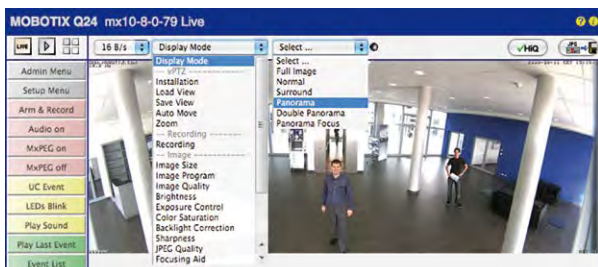 MOBOTIX Q24 mx10-8-0-79 Live
LIVE
16 B/s
Display Mode
Select ...
HiQ
JPG
Admin Menu
Setup Menu
Arm & Record
Audio on
MxPEG on
MxPEG off
UC Event
LEDs Blink
Play Sound
Play Last Event
Event List
Display Mode
--- vPTZ ---
Installation
Load View
Save View
Auto Move
Zoom
--- Recording ---
Recording
--- Image ---
Image Size
Image Program
Image Quality
Brightness
Exposure Control
Color Saturation
Backlight Correction
Sharpness
JPEG Quality
Focusing Aid
Select ...
Full Image
Normal
Surround
Panorama
Double Panorama
Panorama Focus